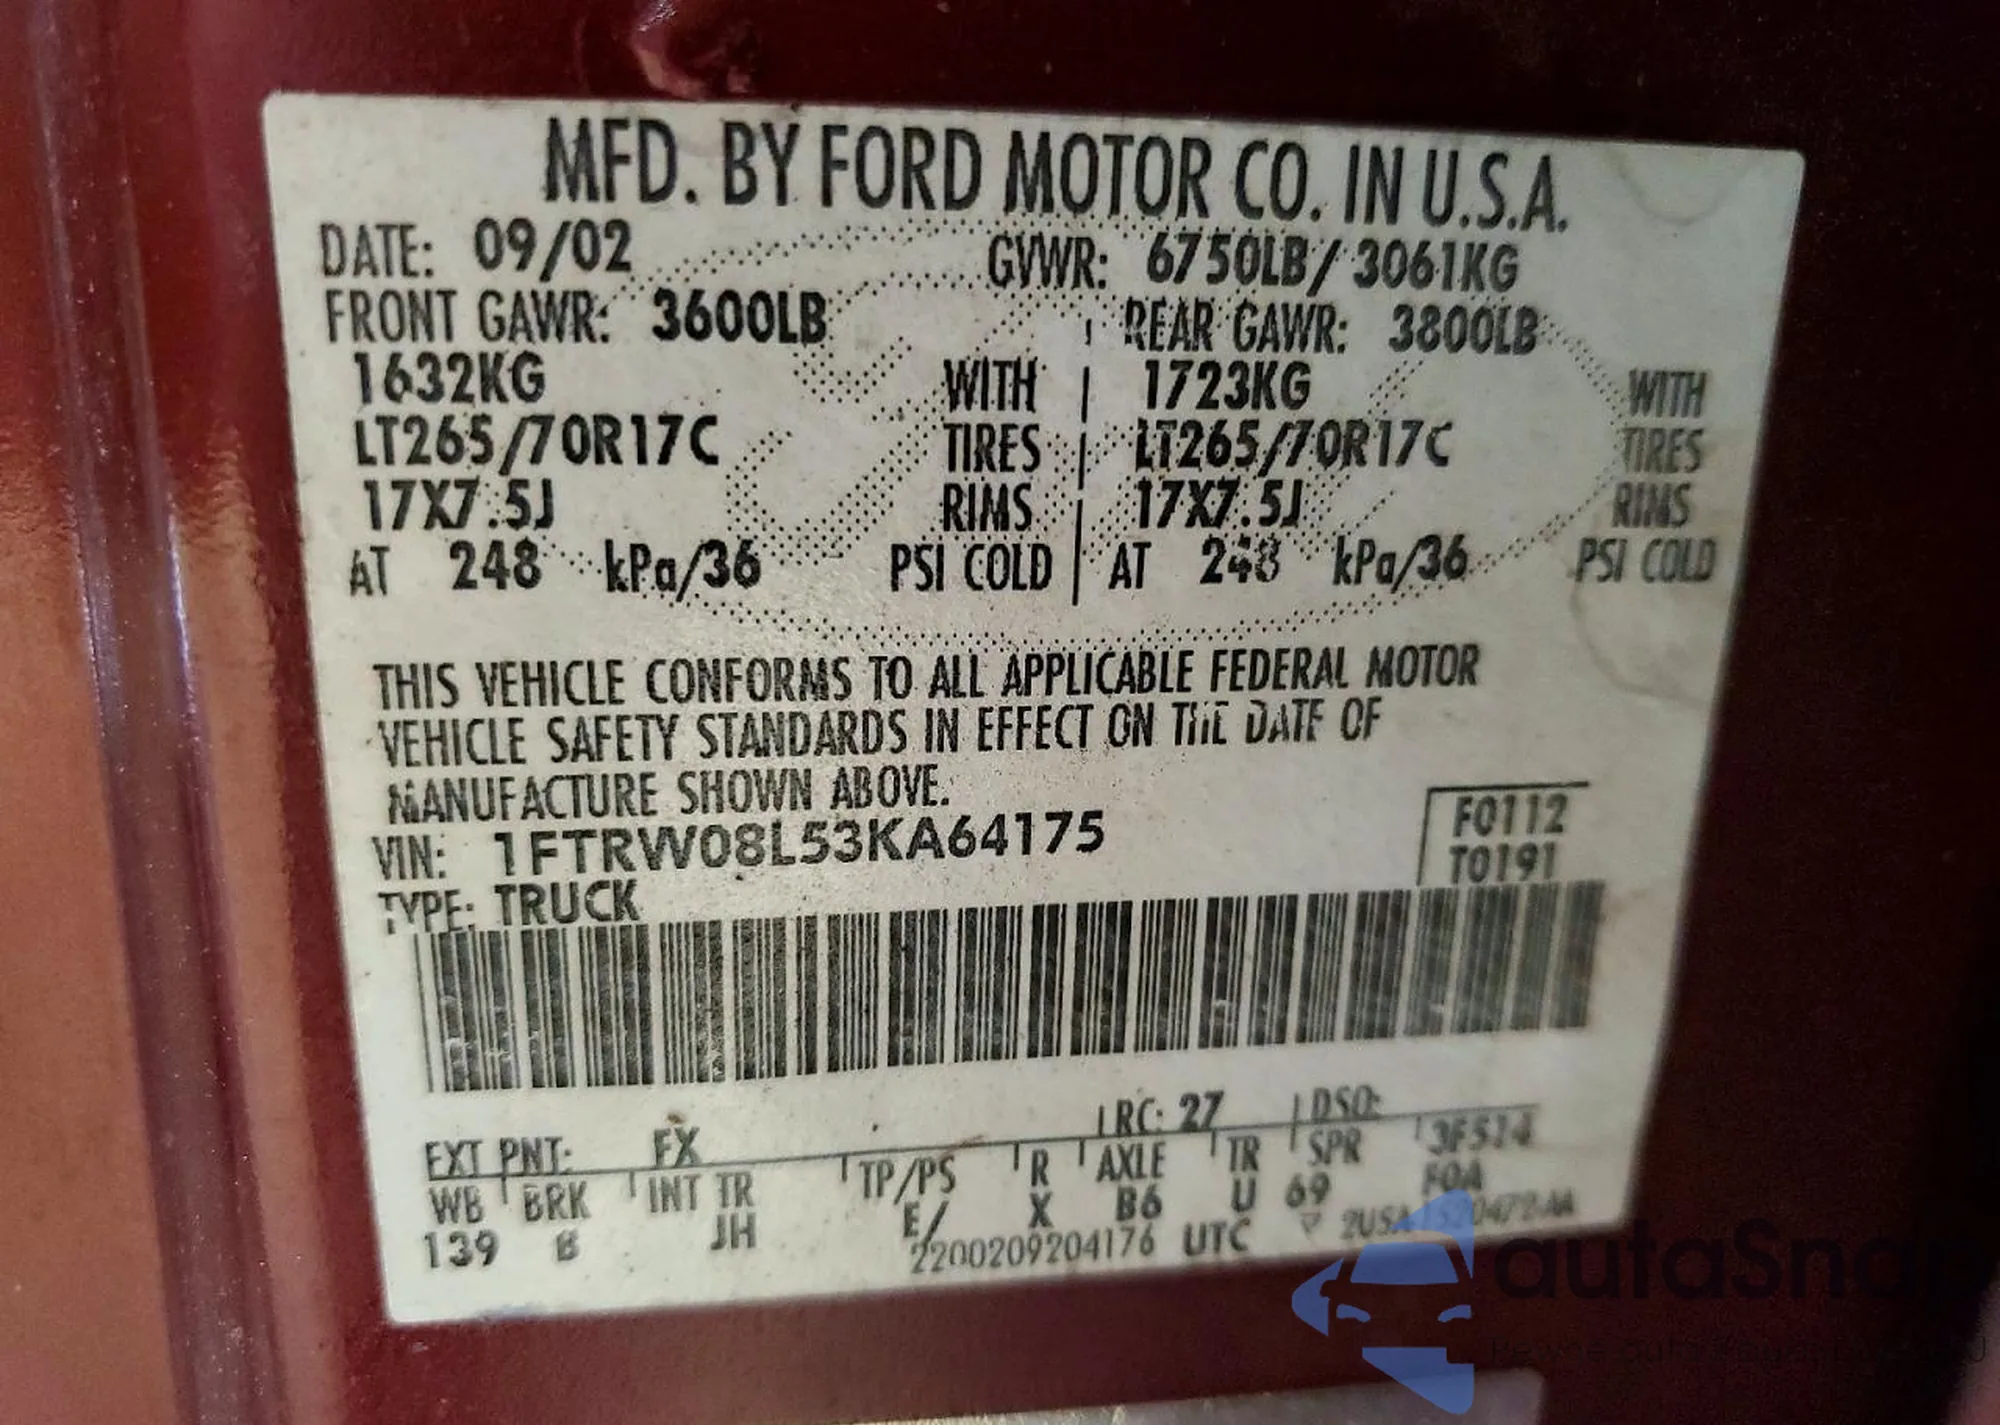 MFD. BY FORD MOTOR CO. IN U.S.A.
DATE: 09/02 GVWR: 6750LB/ 3061KG
FRONT GAWR: 3600LB REAR GAWR: 3800LB
1632KG WITH 1723KG WITH
LT265/70R17C TIRES LT265/70R17C TIRES
17X7.5J RIMS 17X7.5J RIMS
AT 248 kPa/36 PSI COLD AT 248 kPa/36 PSI COLD
THIS VEHICLE CONFORMS TO ALL APPLICABLE FEDERAL MOTOR
VEHICLE SAFETY STANDARDS IN EFFECT ON THE DATE OF
MANUFACTURE SHOWN ABOVE.
VIN: 1FTRW08L53KA64175
F0112
T0191
TYPE: TRUCK
EXT PNT: FX RC: 27 DSO:
WB BRK INT TR TP/PS R AXLE TR SPR 3F514
139 B JH E/ X B6 U 69 F0A
2200209204176 UTC
autaSnap